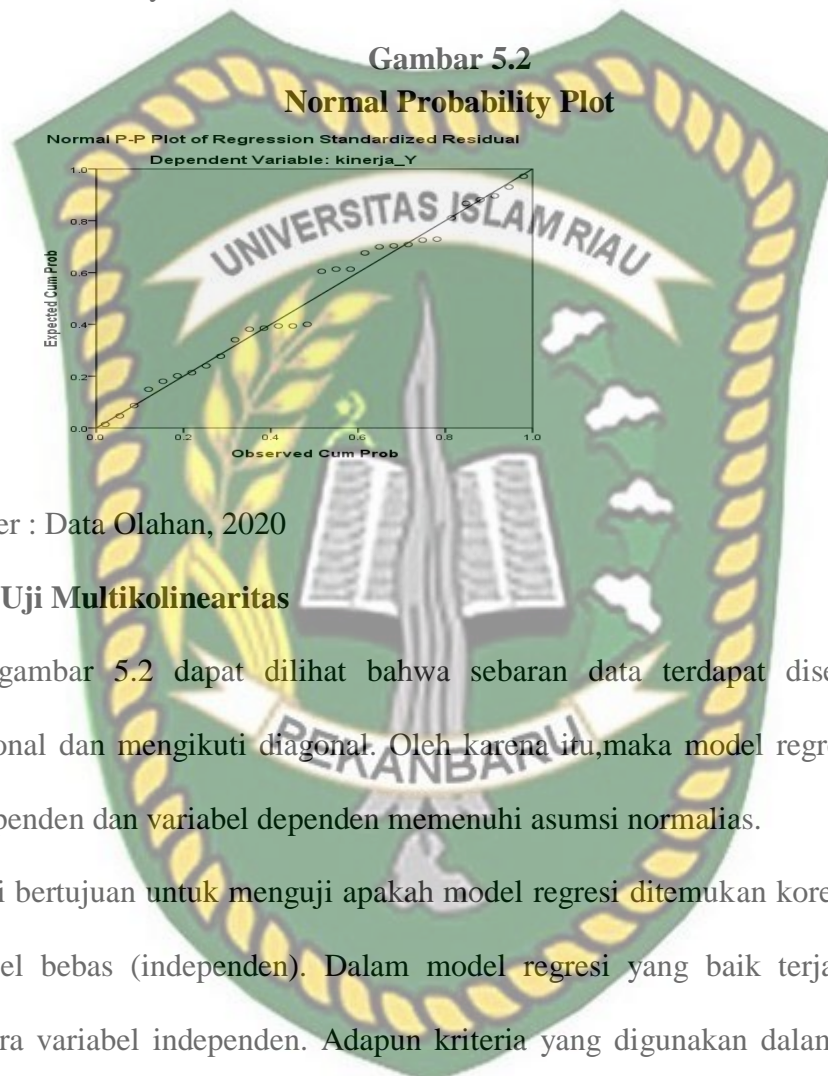 Gambar 5.2
Normal Probability Plot
Normal P-P Plot of Regression Standardized Residual
Dependent Variable: kinerja_Y
1.0
0.8
0.6
0.4
0.2
0.0
Expected Cum Prob
0.0 0.2 0.4 0.6 0.8 1.0
Observed Cum Prob
UNIVERSITAS ISLAM RIAU
er : Data Olahan, 2020
Uji Multikolinearitas
gambar 5.2 dapat dilihat bahwa sebaran data terdapat dise
onal dan mengikuti diagonal. Oleh karena itu,maka model regre
PEKANBARU
penden dan variabel dependen memenuhi asumsi normalias.
i bertujuan untuk menguji apakah model regresi ditemukan kore
el bebas (independen). Dalam model regresi yang baik terja
ra variabel independen. Adapun kriteria yang digunakan dalam